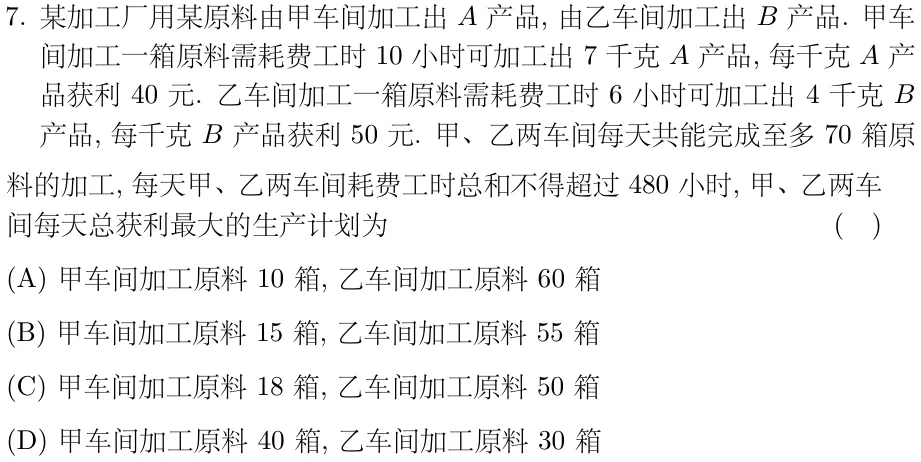 7. 某加工厂用某原料由甲车间加工出 A 产品, 由乙车间加工出 B 产品. 甲车
间加工一箱原料需耗费工时 10 小时可加工出 7 千克 A 产品, 每千克 A 产
品获利 40 元. 乙车间加工一箱原料需耗费工时 6 小时可加工出 4 千克 B
产品, 每千克 B 产品获利 50 元. 甲、乙两车间每天共能完成至多 70 箱原
料的加工, 每天甲、乙两车间耗费工时总和不得超过 480 小时, 甲、乙两车
间每天总获利最大的生产计划为 ( )
(A) 甲车间加工原料 10 箱, 乙车间加工原料 60 箱
(B) 甲车间加工原料 15 箱, 乙车间加工原料 55 箱
(C) 甲车间加工原料 18 箱, 乙车间加工原料 50 箱
(D) 甲车间加工原料 40 箱, 乙车间加工原料 30 箱